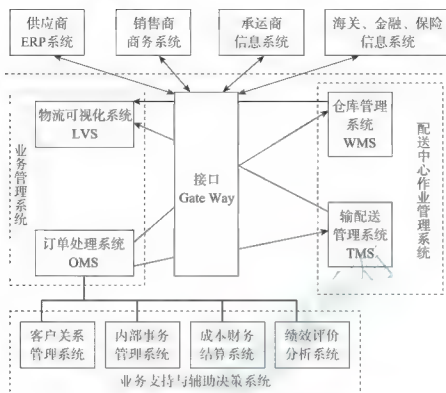 供应商
ERP系统
销售商
商务系统
承运商
信息系统
海关、金融、保险
信息系统
物流可视化系统
LVS
业务管理系统
订单处理系统
OMS
接口
Gate Way
仓库管理
系统
WMS
输配送
管理系统
TMS
配送中心作业管理系统
客户关系
管理系统
内部事务
管理系统
成本财务
结算系统
绩效评价
分析系统
业务支持与辅助决策系统